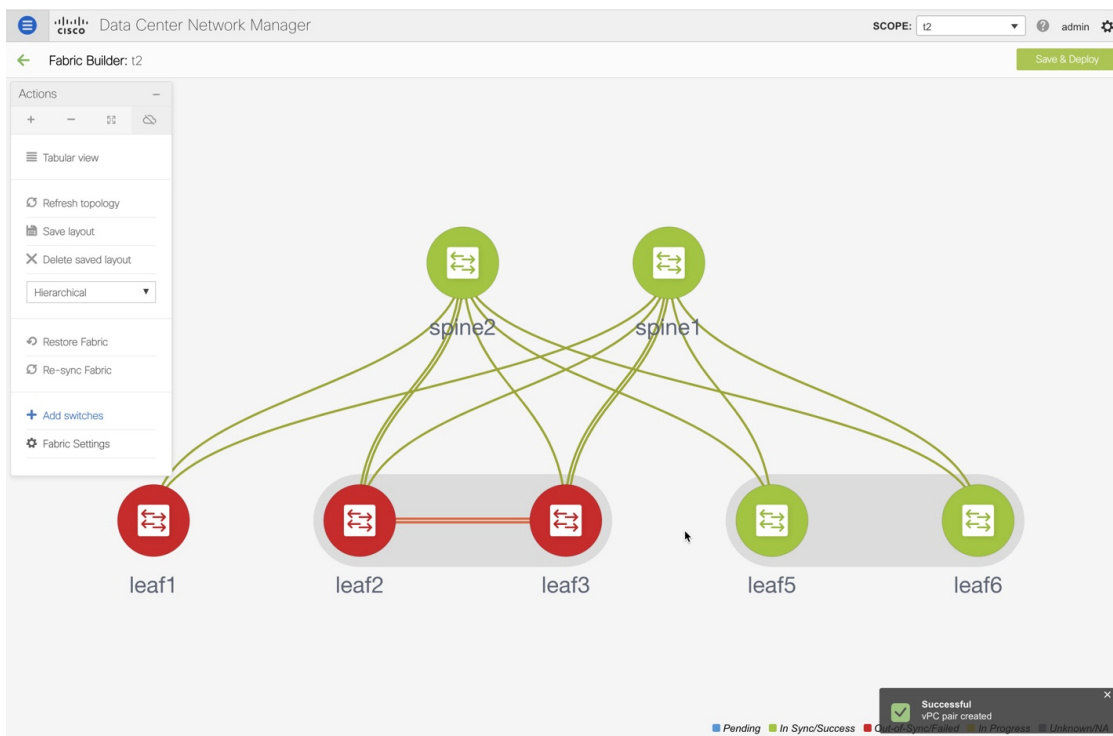 CISCO Data Center Network Manager SCOPE: t2 admin
Fabric Builder: t2 Save & Deploy
Actions
Tabular view
Refresh topology
Save layout
Delete saved layout
Hierarchical
Restore Fabric
Re-sync Fabric
Add switches
Fabric Settings
spine2 spine1
leaf1 leaf2 leaf3 leaf5 leaf6
Successful
vPC pair created
Pending In Sync/Success Out-of-Sync/Failed In Progress Unknown/NA